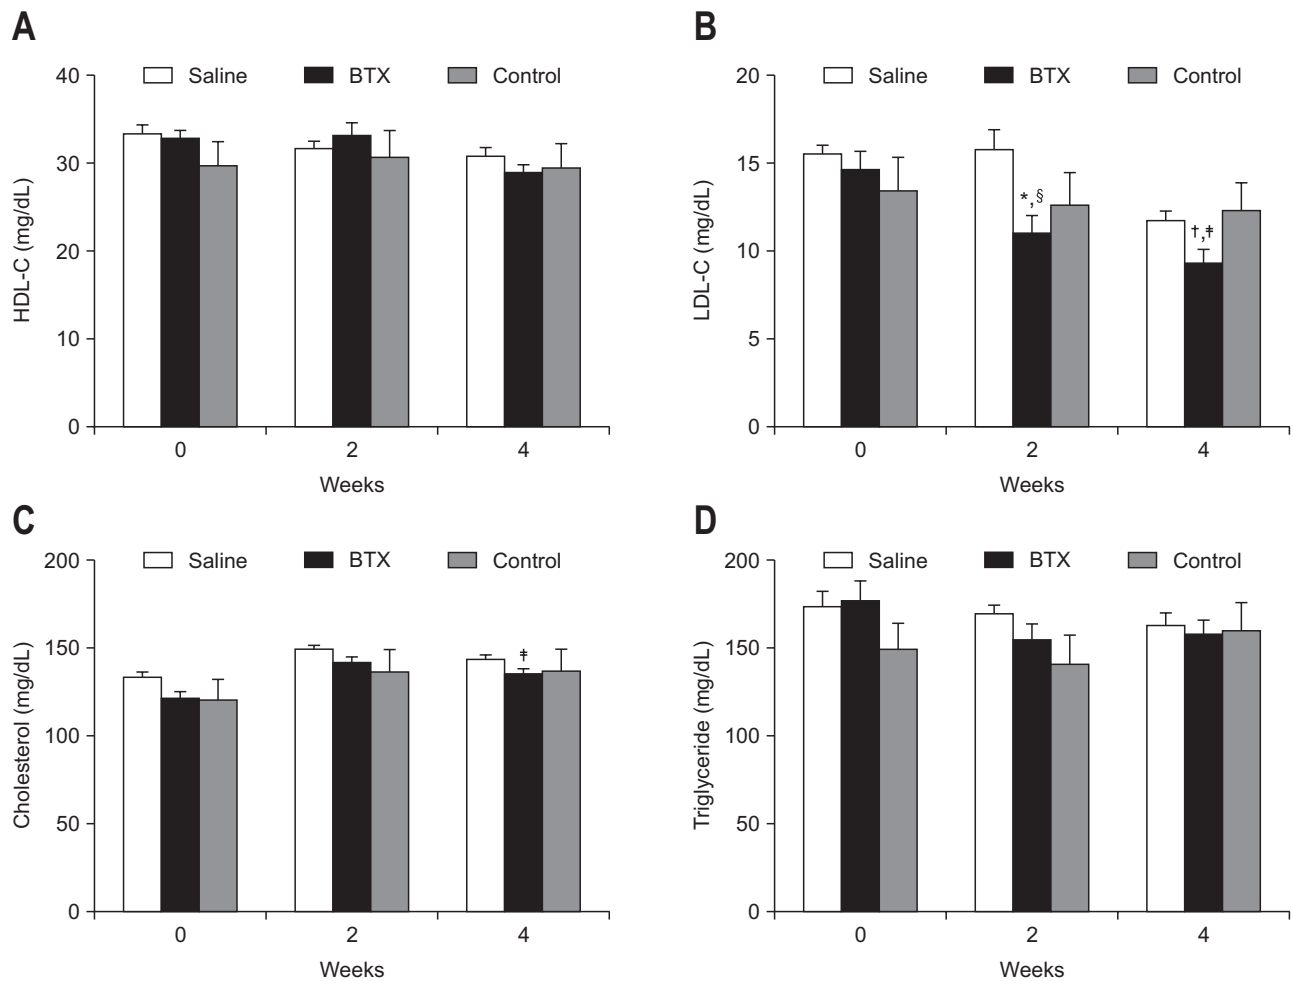 A
Saline BTX Control
HDL-C (mg/dL)
40
30
20
10
0
0 2 4
Weeks
B
Saline BTX Control
LDL-C (mg/dL)
20
15
10
5
0
*,§
†,ǂ
0 2 4
Weeks
C
Saline BTX Control
Cholesterol (mg/dL)
200
150
100
50
0
ǂ
0 2 4
Weeks
D
Saline BTX Control
Triglyceride (mg/dL)
200
150
100
50
0
0 2 4
Weeks